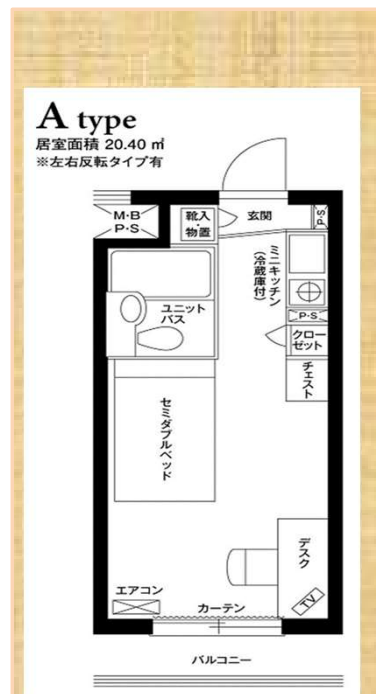 A type
居室面積 20.40 ㎡
※左右反転タイプ有
M・B
P・S
靴入・
物置
玄関
P・S
ミニキッチン
(冷蔵庫付)
ユニット
バス
P・S
クロー
ゼット
チェスト
セミダブルベッド
デスク
TV
エアコン
カーテン
バルコニー